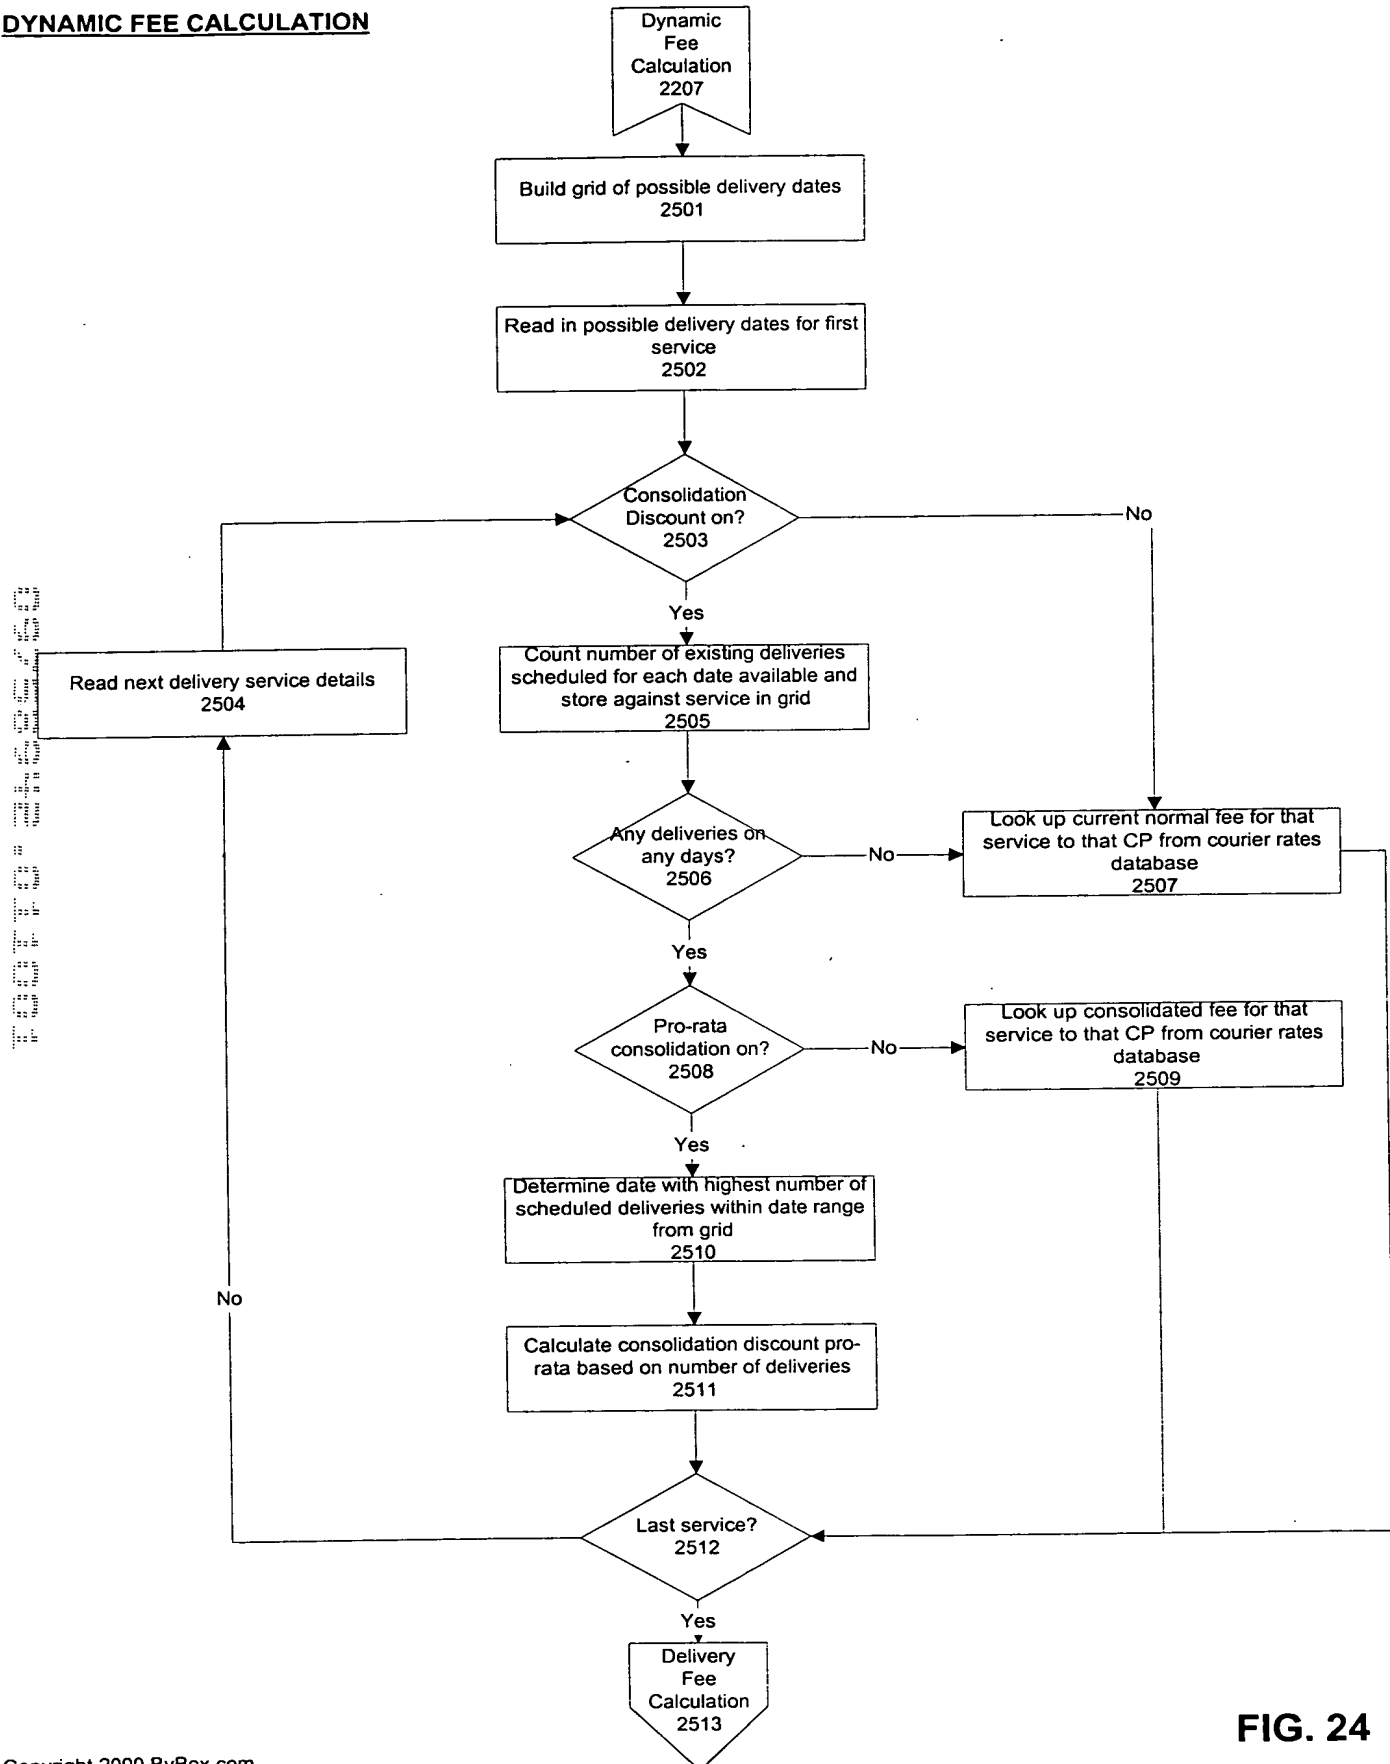 DYNAMIC FEE CALCULATION
Dynamic
Fee
Calculation
2207
Build grid of possible delivery dates
2501
Read in possible delivery dates for first
service
2502
Consolidation
Discount on?
2503
No
Yes
Read next delivery service details
2504
Count number of existing deliveries
scheduled for each date available and
store against service in grid
2505
Any deliveries on
any days?
2506
No
Look up current normal fee for that
service to that CP from courier rates
database
2507
Yes
Pro-rata
consolidation on?
2508
No
Look up consolidated fee for that
service to that CP from courier rates
database
2509
Yes
Determine date with highest number of
scheduled deliveries within date range
from grid
2510
No
Calculate consolidation discount pro-
rata based on number of deliveries
2511
Last service?
2512
Yes
Delivery
Fee
Calculation
2513
FIG. 24
Copyright 2000 ByBox.com